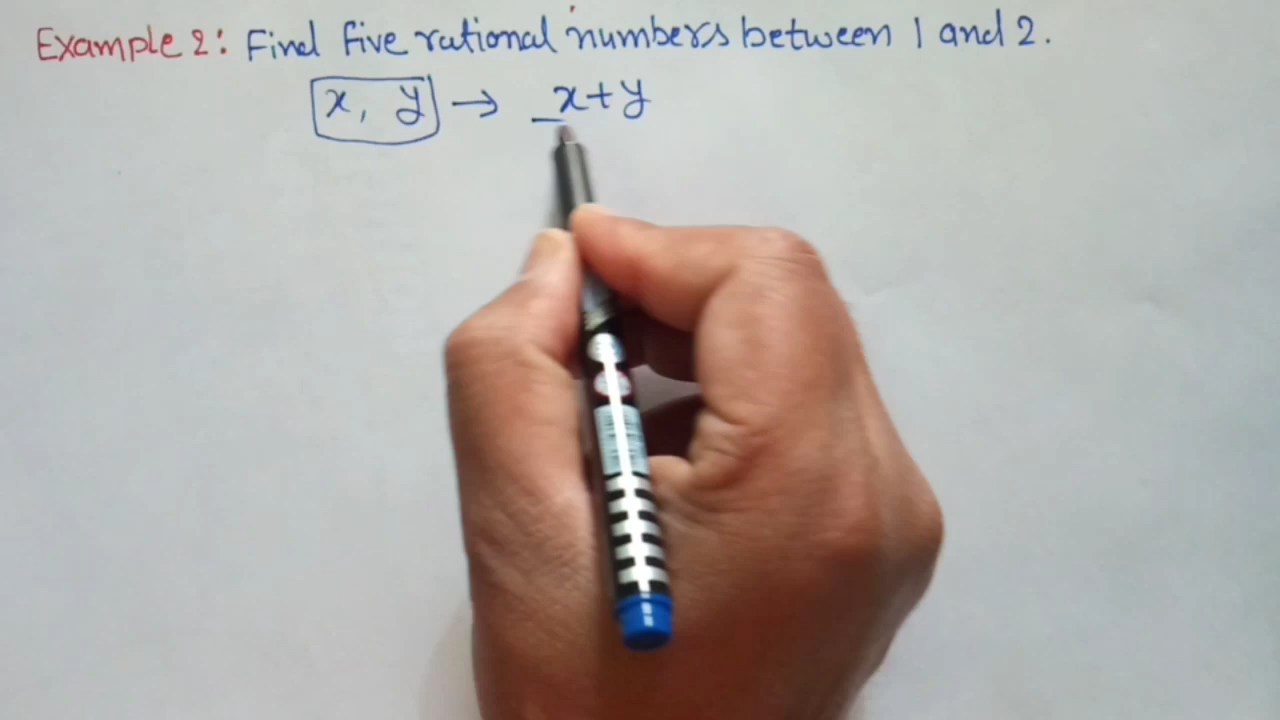 Example 2: Find five rational numbers between 1 and 2.
x, y → x+y